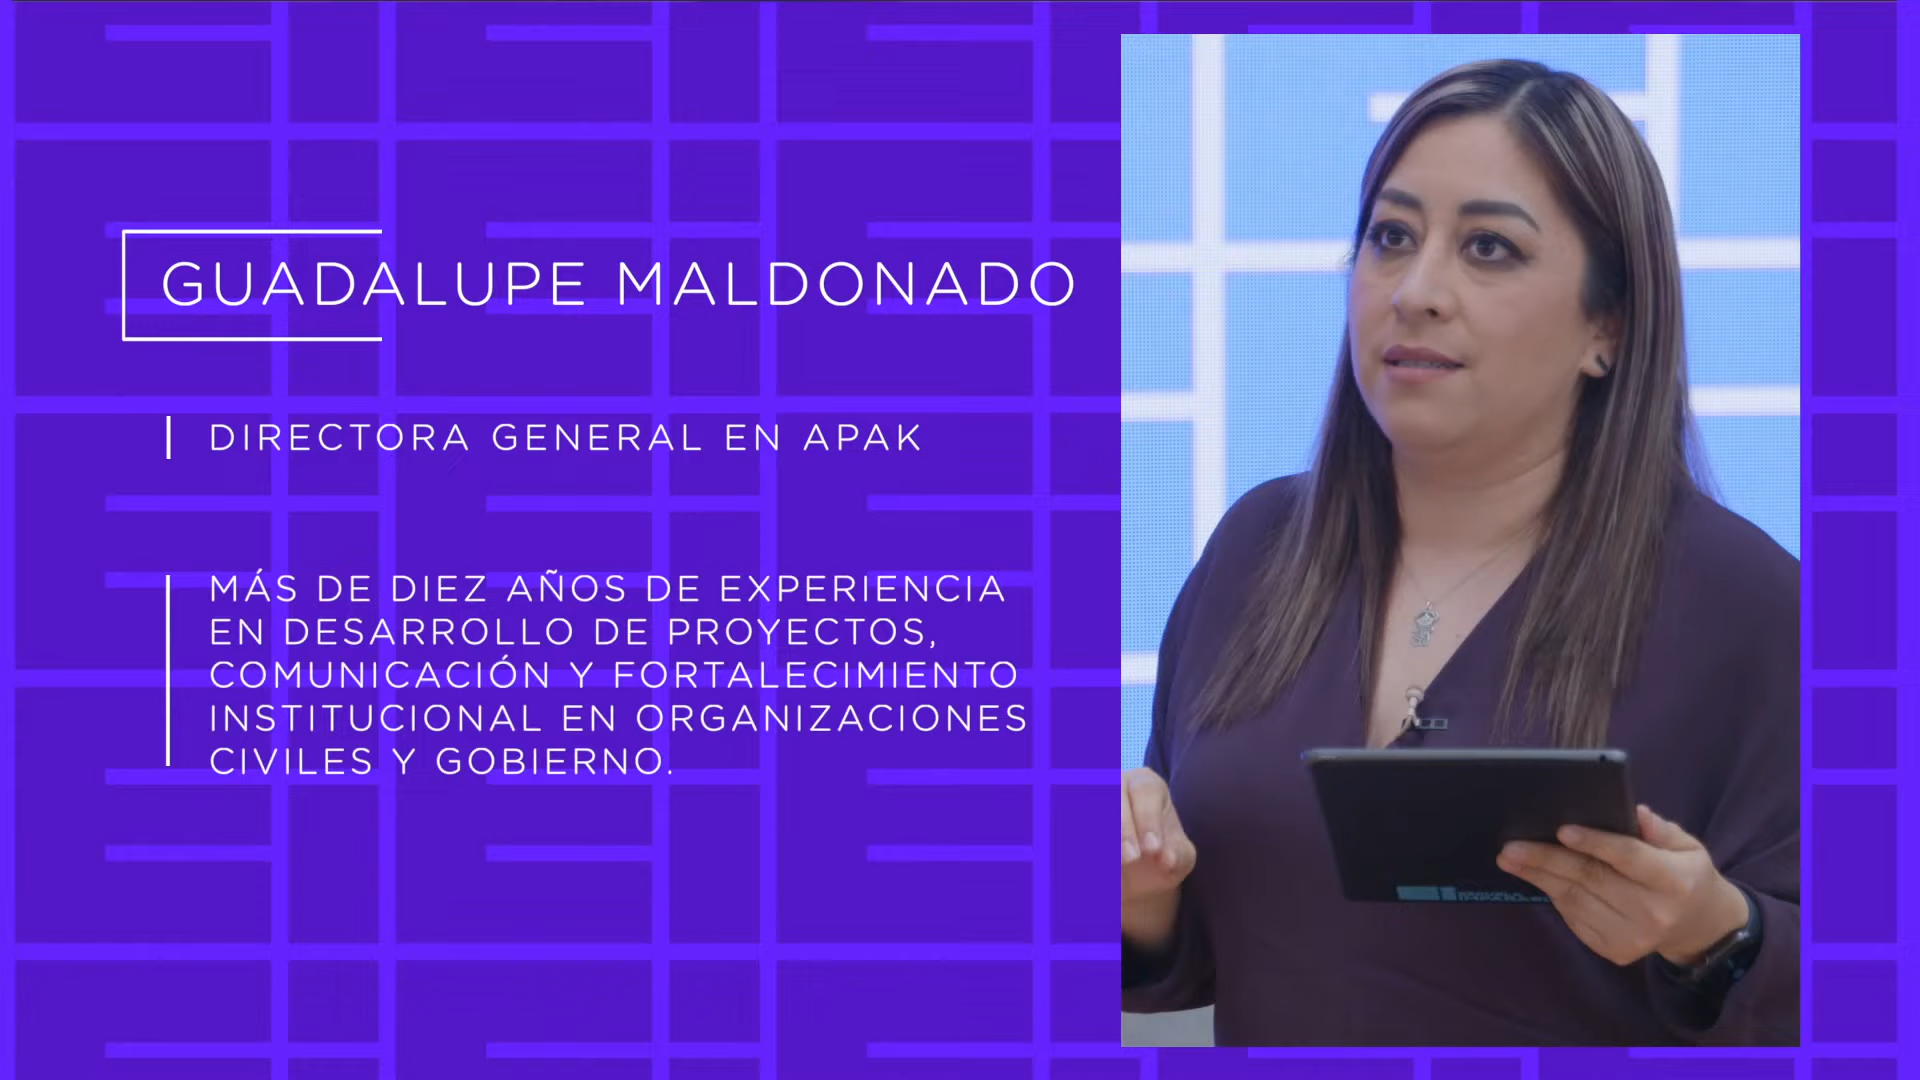 GUADALUPE MALDONADO
DIRECTORA GENERAL EN APAK
MÁS DE DIEZ AÑOS DE EXPERIENCIA
EN DESARROLLO DE PROYECTOS,
COMUNICACIÓN Y FORTALECIMIENTO
INSTITUCIONAL EN ORGANIZACIONES
CIVILES Y GOBIERNO.